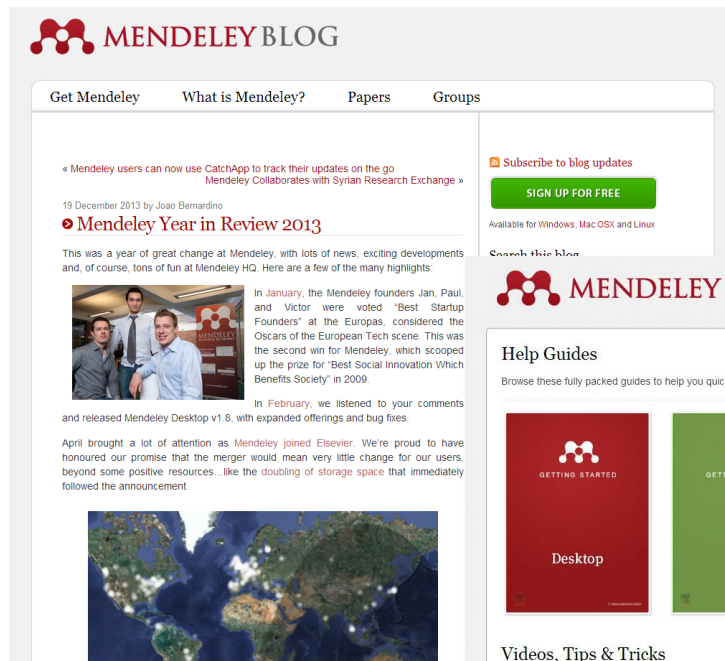 MENDELEY BLOG
Get Mendeley What is Mendeley? Papers Groups
« Mendeley users can now use CatchApp to track their updates on the go
Mendeley Collaborates with Syrian Research Exchange »
19 December 2013 by Joao Bernardino
Mendeley Year in Review 2013
This was a year of great change at Mendeley, with lots of news, exciting developments
and, of course, tons of fun at Mendeley HQ. Here are a few of the many highlights:
In January, the Mendeley founders Jan, Paul,
and Victor were voted “Best Startup
Founders” at the Europas, considered the
Oscars of the European Tech scene. This was
the second win for Mendeley, which scooped
up the prize for “Best Social Innovation Which
Benefits Society” in 2009.
In February, we listened to your comments
and released Mendeley Desktop v1.8, with expanded offerings and bug fixes.
April brought a lot of attention as Mendeley joined Elsevier. We’re proud to have
honoured our promise that the merger would mean very little change for our users,
beyond some positive resources…like the doubling of storage space that immediately
followed the announcement.
MENDELEY
Subscribe to blog updates
SIGN UP FOR FREE
Available for Windows, Mac OSX and Linux
Search this blog
MENDELEY
Help Guides
Browse these fully packed guides to help you quic
GETTING STARTED
Desktop
GET
Videos, Tips & Tricks